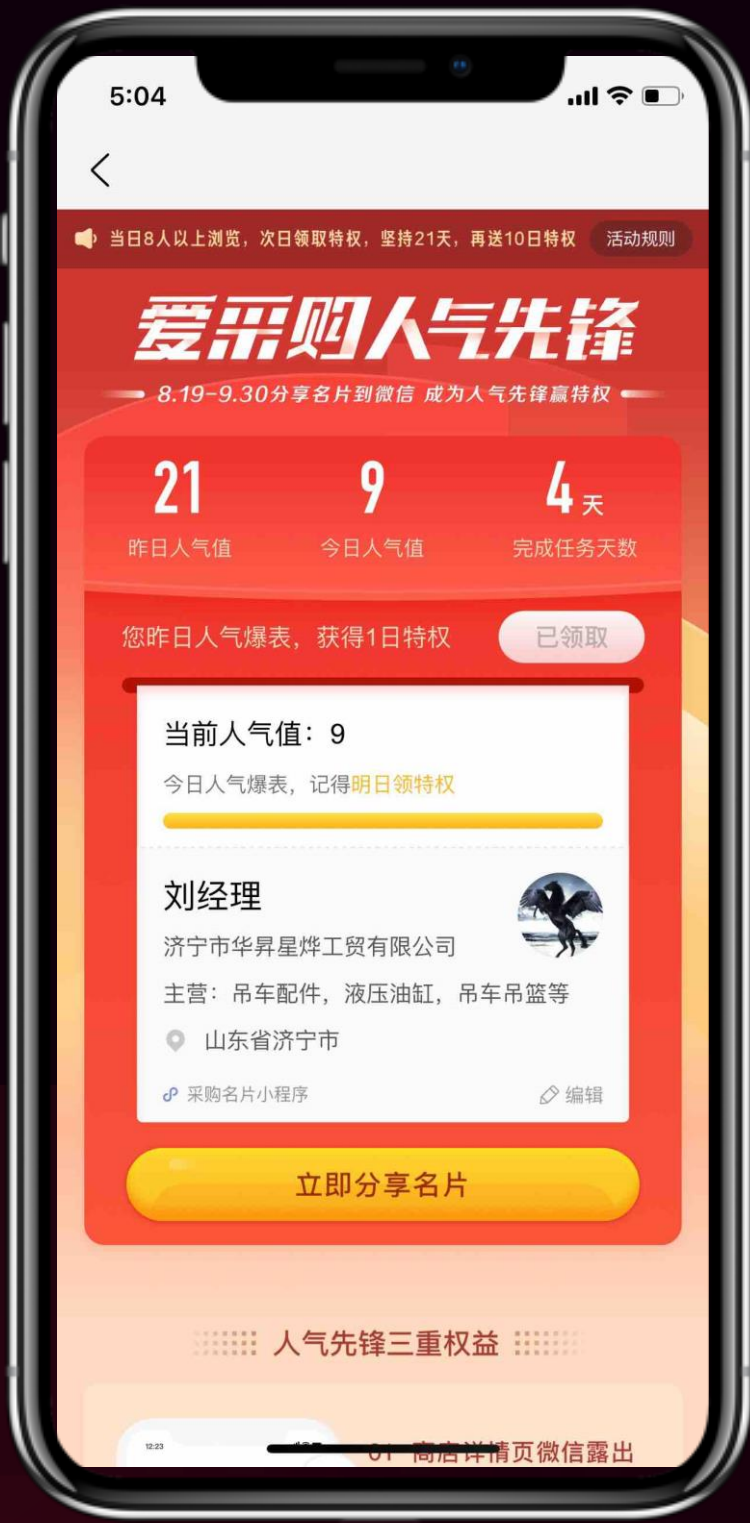 5:04
当日8人以上浏览，次日领取特权，坚持21天，再送10日特权 活动规则
爱采购人气先锋
8.19-9.30分享名片到微信 成为人气先锋赢特权
21 9 4天
昨日人气值 今日人气值 完成任务天数
您昨日人气爆表，获得1日特权 已领取
当前人气值：9
今日人气爆表，记得明日领特权
刘经理
济宁市华昇星烨工贸有限公司
主营：吊车配件，液压油缸，吊车吊篮等
山东省济宁市
采购名片小程序 编辑
立即分享名片
人气先锋三重权益
12:23
01 商店详情页微信露出